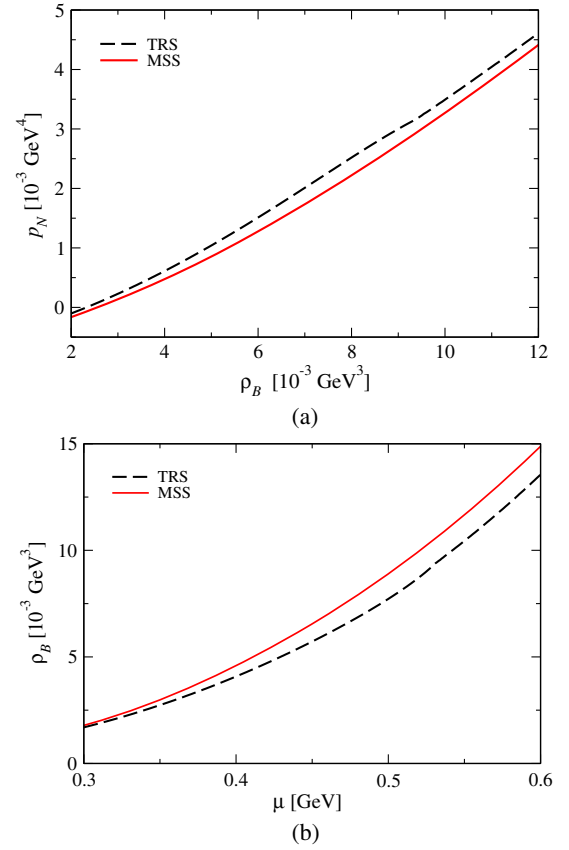 5
4
3
2
1
0
p_N [10^-3 GeV^4]
TRS
MSS
2 4 6 8 10 12
ρ_B [10^-3 GeV^3]
(a)
15
10
5
0
ρ_B [10^-3 GeV^3]
TRS
MSS
0.3 0.4 0.5 0.6
μ [GeV]
(b)